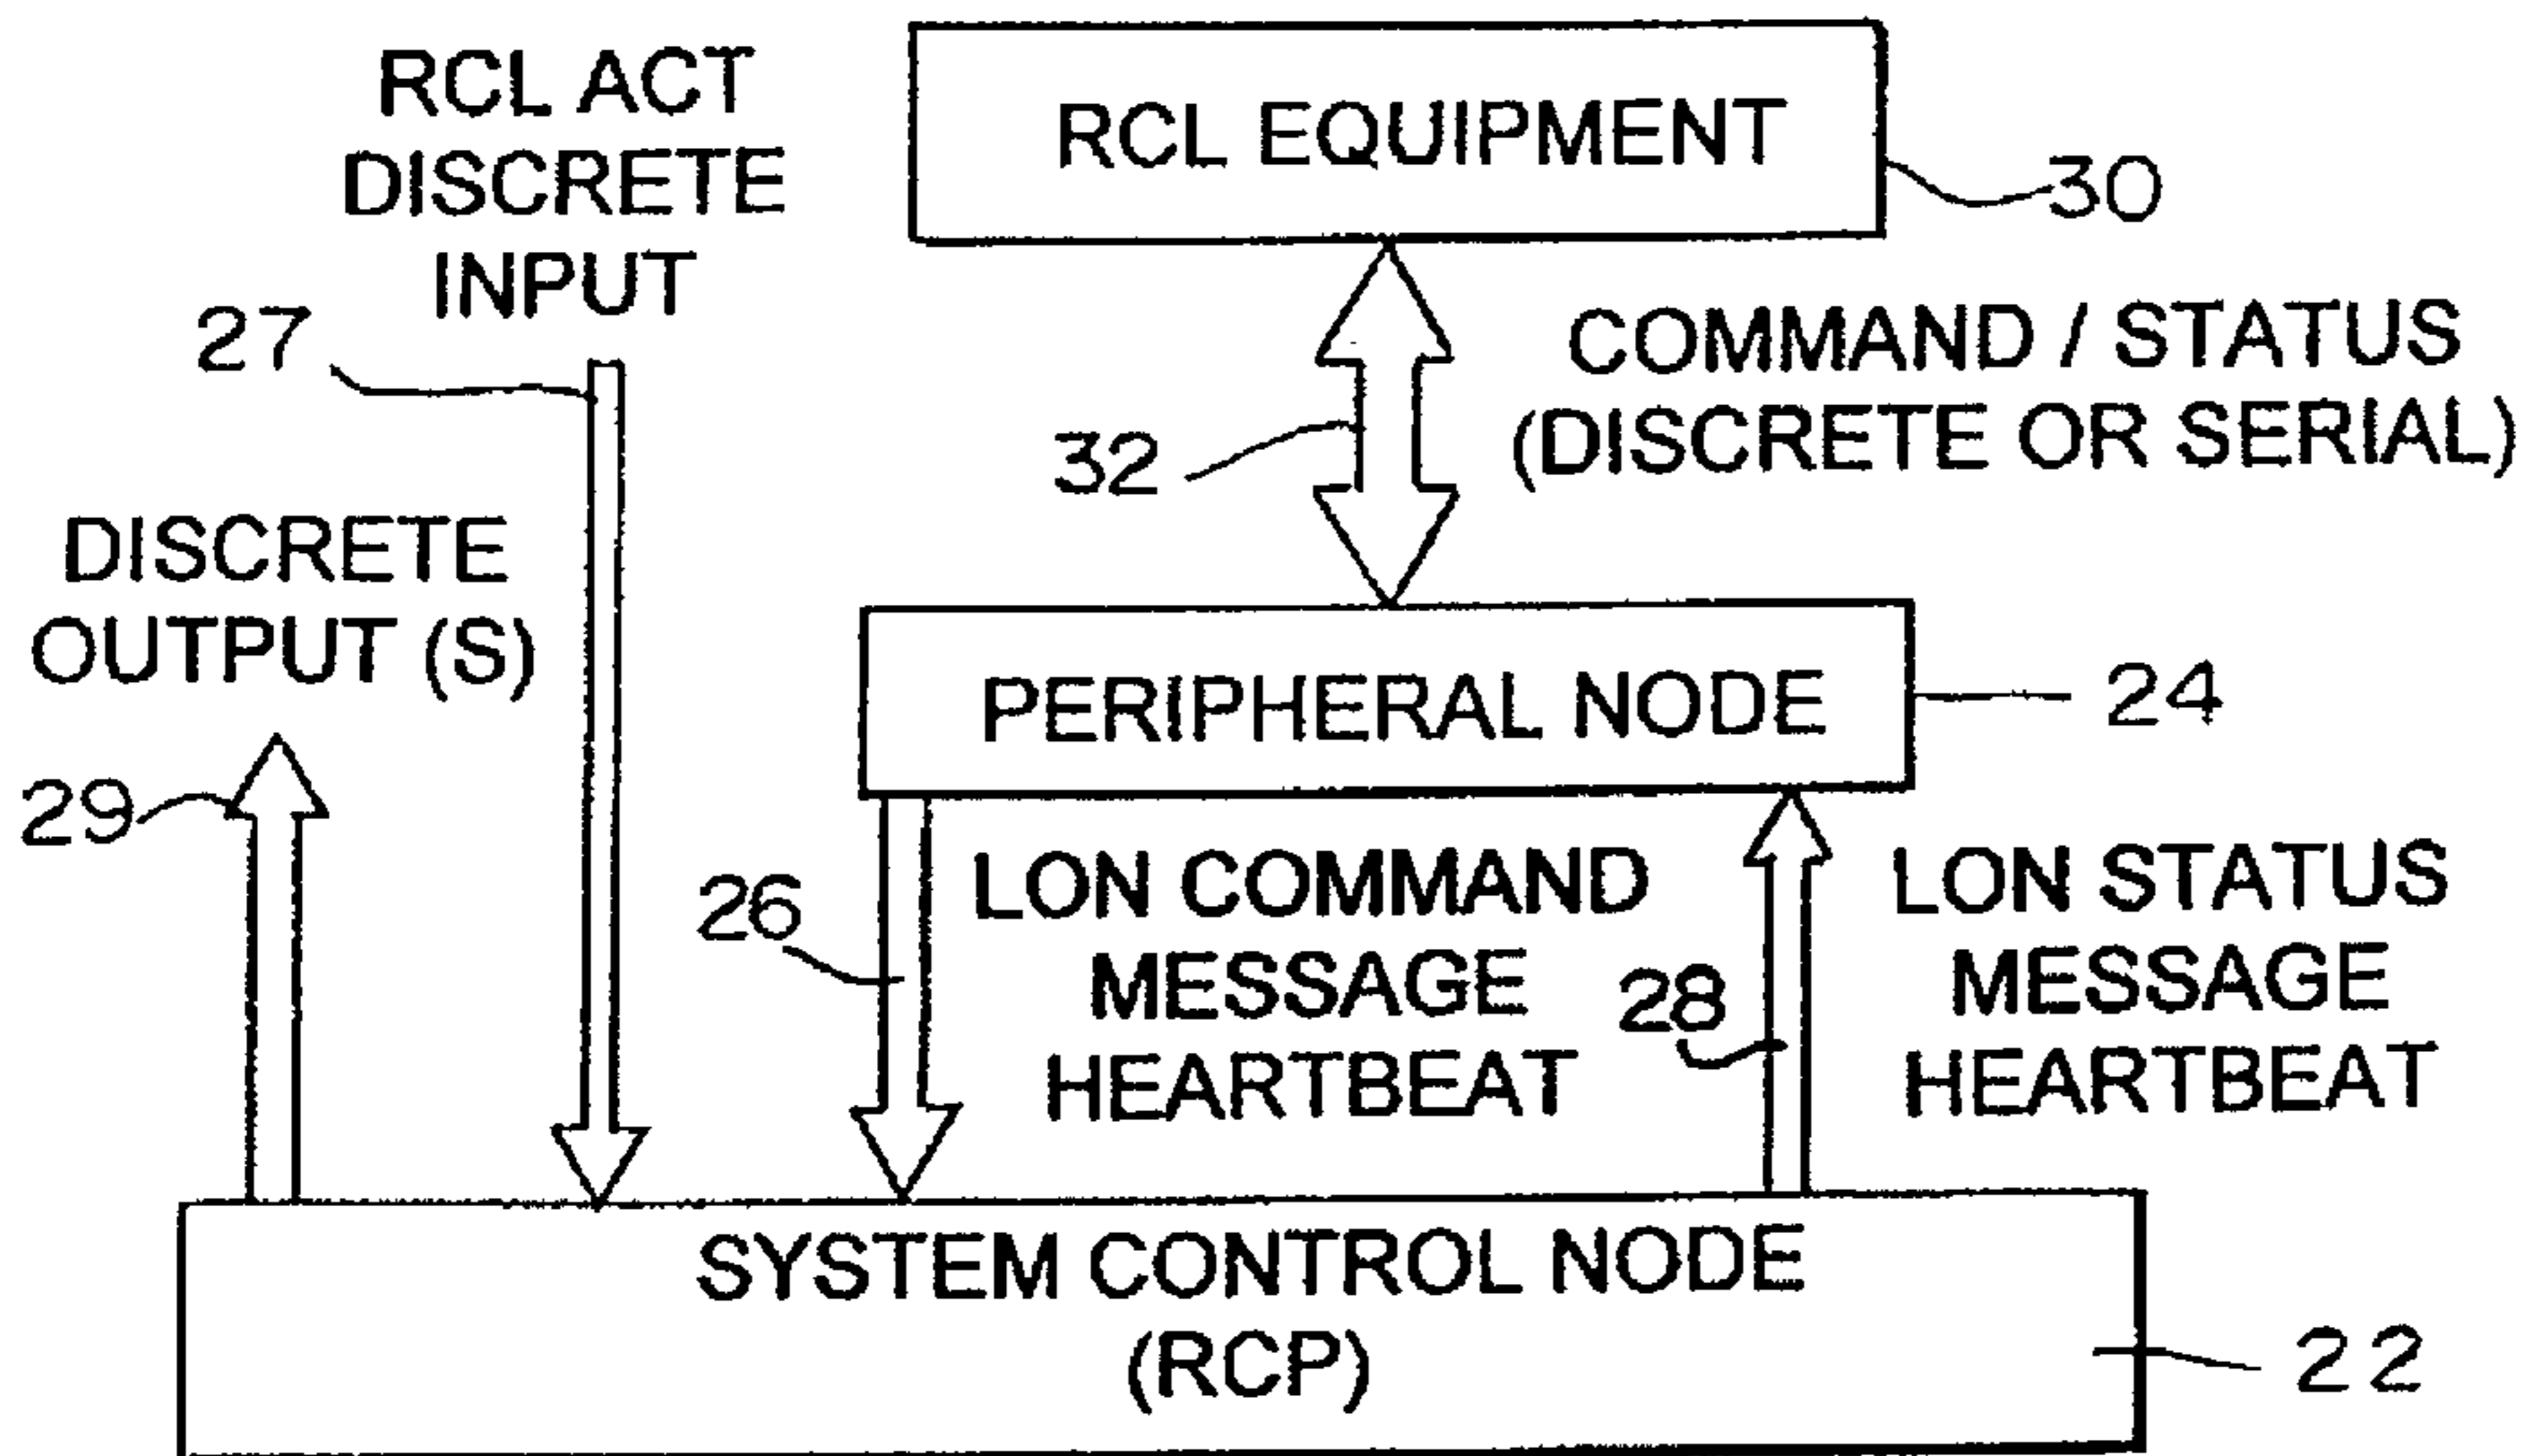 RCL ACT
DISCRETE
INPUT
27
RCL EQUIPMENT
30
COMMAND / STATUS
(DISCRETE OR SERIAL)
32
DISCRETE
OUTPUT (S)
29
PERIPHERAL NODE
24
26
LON COMMAND
MESSAGE
HEARTBEAT
28
LON STATUS
MESSAGE
HEARTBEAT
SYSTEM CONTROL NODE
(RCP)
22